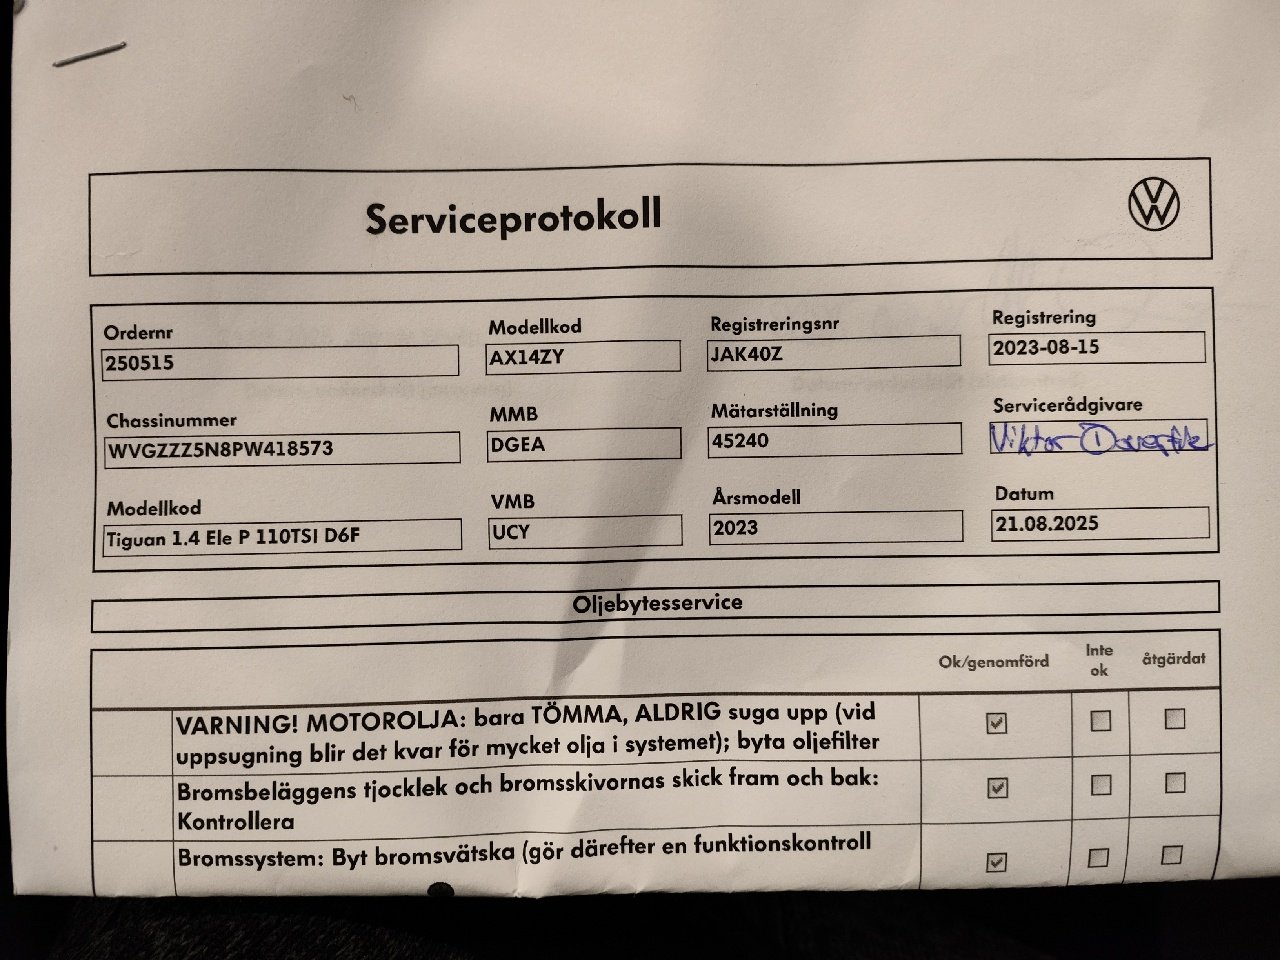 Serviceprotokoll
Ordernr
250515
Modellkod
AX14ZY
Registreringsnr
JAK40Z
Registrering
2023-08-15
Chassinummer
WVGZZZ5N8PW418573
MMB
DGEA
Mätarställning
45240
Servicerådgivare
Viktor
Modellkod
Tiguan 1.4 Ele P 110TSI D6F
VMB
UCY
Årsmodell
2023
Datum
21.08.2025
Oljebytesservice
Ok/genomförd
Inte
ok
åtgärdat
VARNING! MOTOROLJA: bara TÖMMA, ALDRIG suga upp (vid
uppsugning blir det kvar för mycket olja i systemet); byta oljefilter
Bromsbeläggens tjocklek och bromsskivornas skick fram och bak:
Kontrollera
Bromssystem: Byt bromsvätska (gör därefter en funktionskontroll